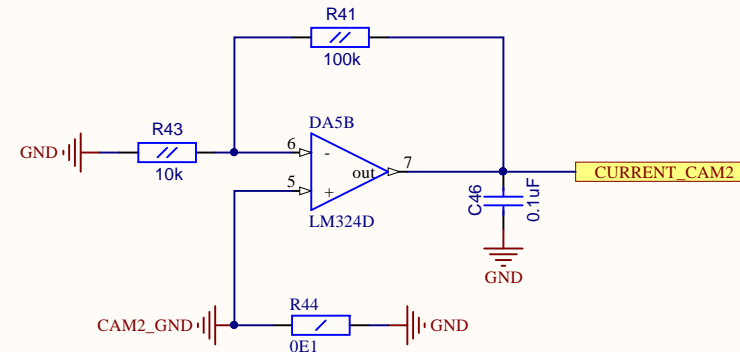 R41
100k
R43
DA5B
GND
10k
6
-
out
7
5
+
CURRENT_CAM2
LM324D
C46
0.1uF
GND
R44
CAM2_GND
GND
0E1